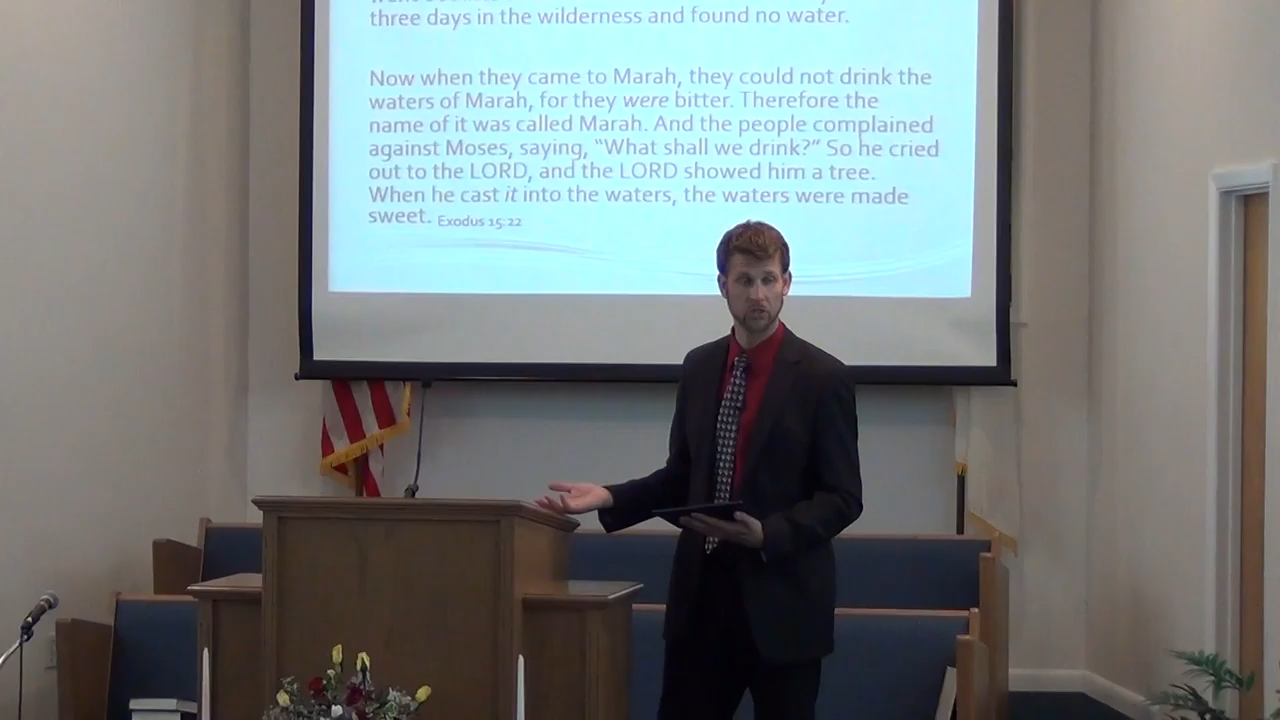 three days in the wilderness and found no water.
Now when they came to Marah, they could not drink the
waters of Marah, for they were bitter. Therefore the
name of it was called Marah. And the people complained
against Moses, saying, “What shall we drink?” So he cried
out to the LORD, and the LORD showed him a tree.
When he cast it into the waters, the waters were made
sweet. Exodus 15:22